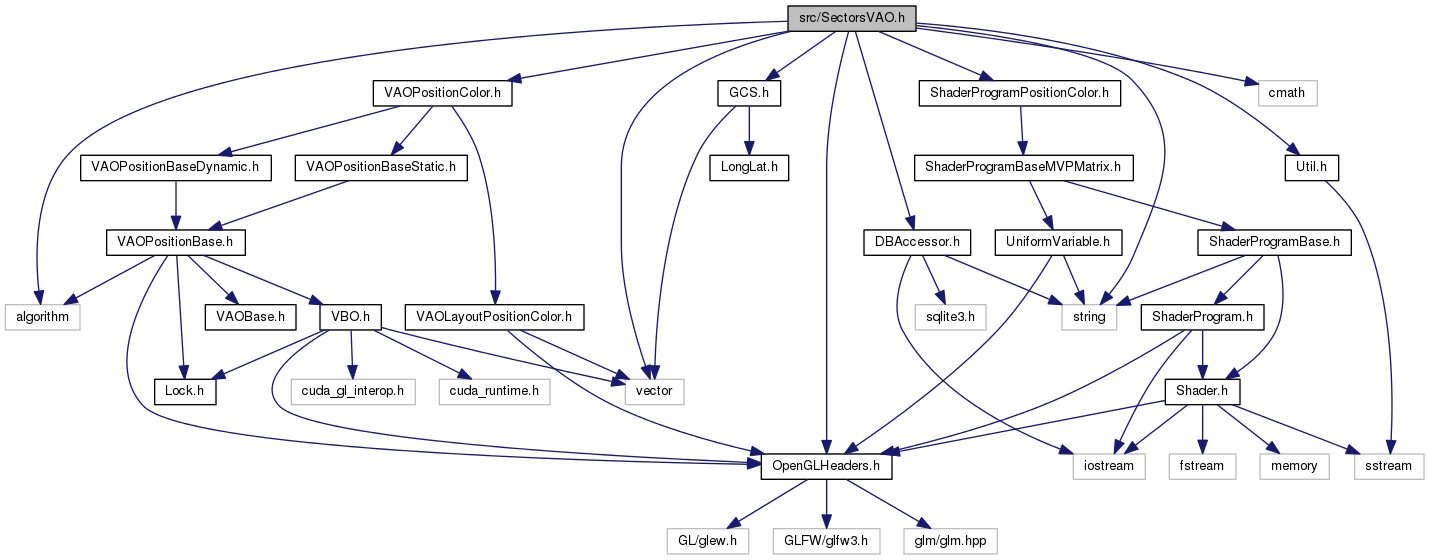 src/SectorsVAO.h
VAOPositionColor.h
GCS.h
ShaderProgramPositionColor.h
cmath
VAOPositionBaseDynamic.h
VAOPositionBaseStatic.h
LongLat.h
ShaderProgramBaseMVPMatrix.h
Util.h
VAOPositionBase.h
DBAccessor.h
UniformVariable.h
ShaderProgramBase.h
algorithm
VAOBase.h
VBO.h
VAOLayoutPositionColor.h
sqlite3.h
string
ShaderProgram.h
Lock.h
cuda_gl_interop.h
cuda_runtime.h
vector
Shader.h
OpenGLHeaders.h
iostream
fstream
memory
sstream
GL/glew.h
GLFW/glfw3.h
glm/glm.hpp